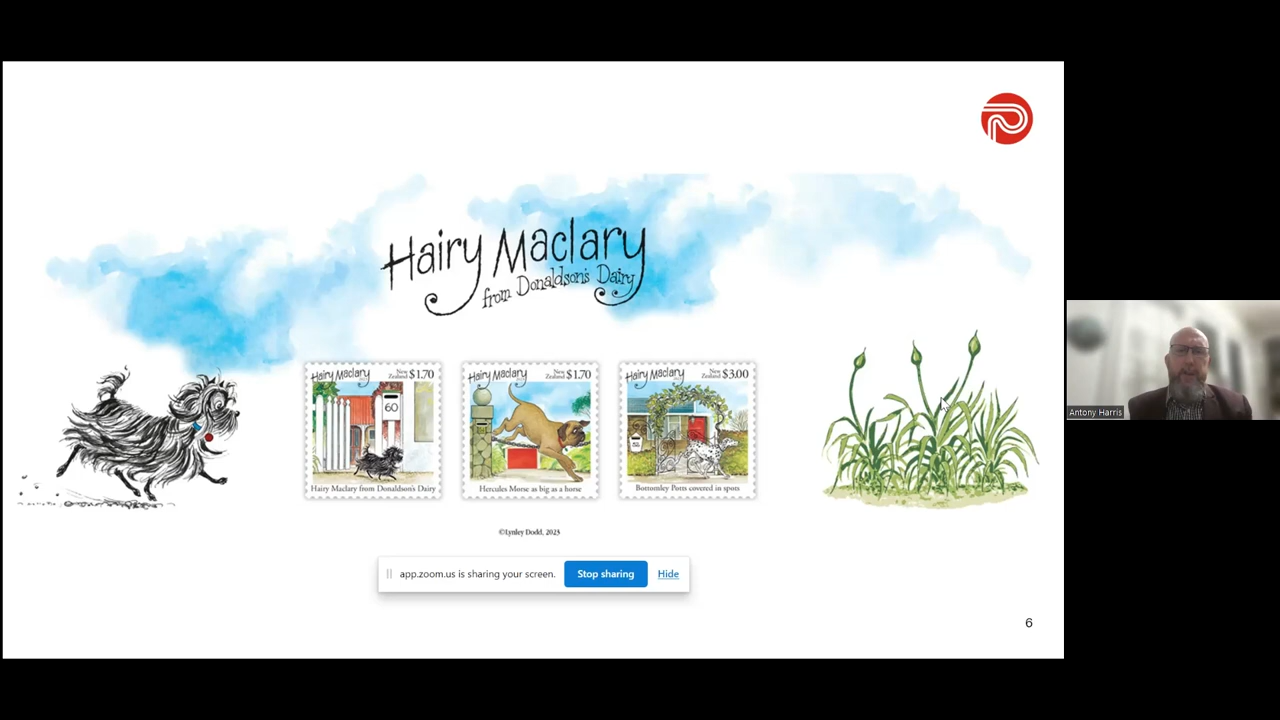 Hairy Maclary
from Donaldson's Dairy
Hairy Maclary
New
Zealand $1.70
60
Hairy Maclary from Donaldson's Dairy
Hairy Maclary
New
Zealand $1.70
Hercules Morse as big as a horse
Hairy Maclary
New
Zealand $3.00
Bottomley Potts covered in spots
©Lynley Dodd, 2023
app.zoom.us is sharing your screen.
Stop sharing
Hide
6
Antony Harris